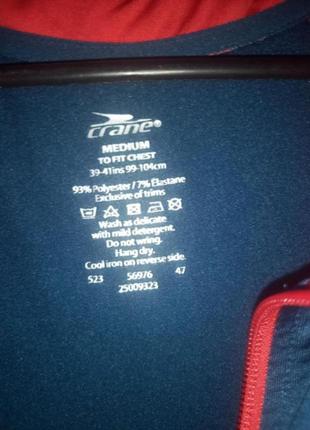 crane®
MEDIUM
TO FIT CHEST
39-41ins 99-104cm
93% Polyester / 7% Elastane
Exclusive of trims
Wash as delicate
with mild detergent.
Do not wring.
Hang dry.
Cool iron on reverse side.
523 56976 47
25009323